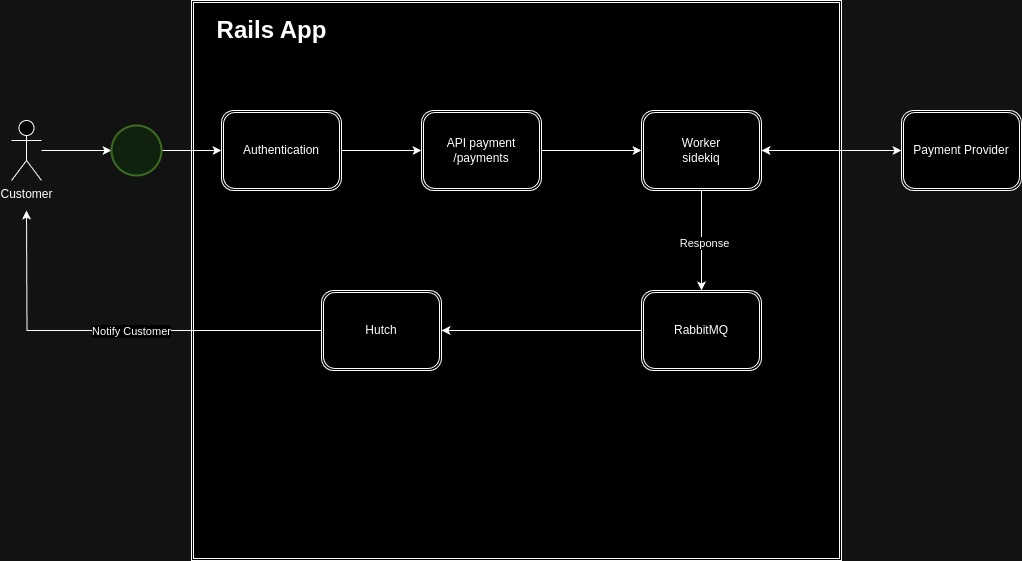 Rails App
Customer
Authentication
API payment
/payments
Worker
sidekiq
Payment Provider
Response
Notify Customer
Hutch
RabbitMQ